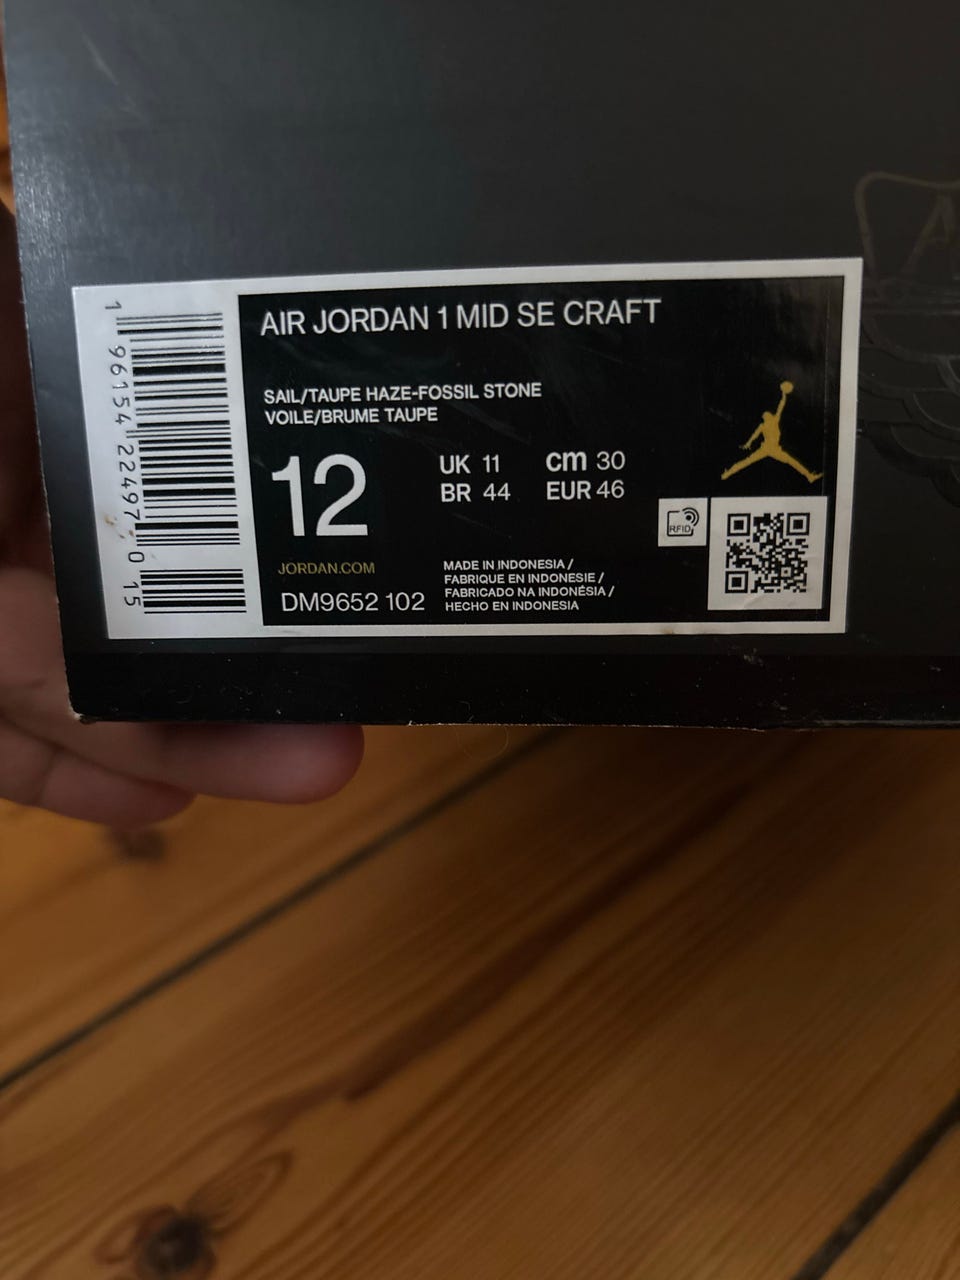 AIR JORDAN 1 MID SE CRAFT
SAIL/TAUPE HAZE-FOSSIL STONE
VOILE/BRUME TAUPE
12
UK 11
cm 30
BR 44
EUR 46
RFID
JORDAN.COM
DM9652 102
MADE IN INDONESIA /
FABRIQUE EN INDONESIE /
FABRICADO NA INDONÉSIA /
HECHO EN INDONESIA
1 96154 22497 0 15